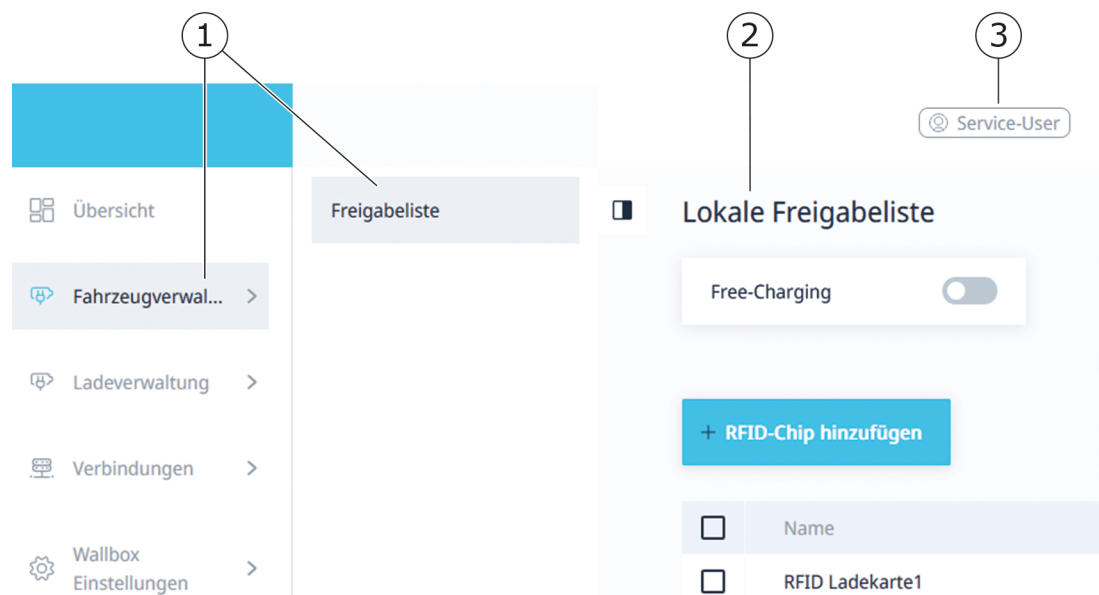 1
2
3
Service-User
Übersicht
Freigabeliste
Lokale Freigabeliste
Fahrzeugverwal...
Free-Charging
Ladeverwaltung
+ RFID-Chip hinzufügen
Verbindungen
Name
Wallbox
Einstellungen
RFID Ladekarte1